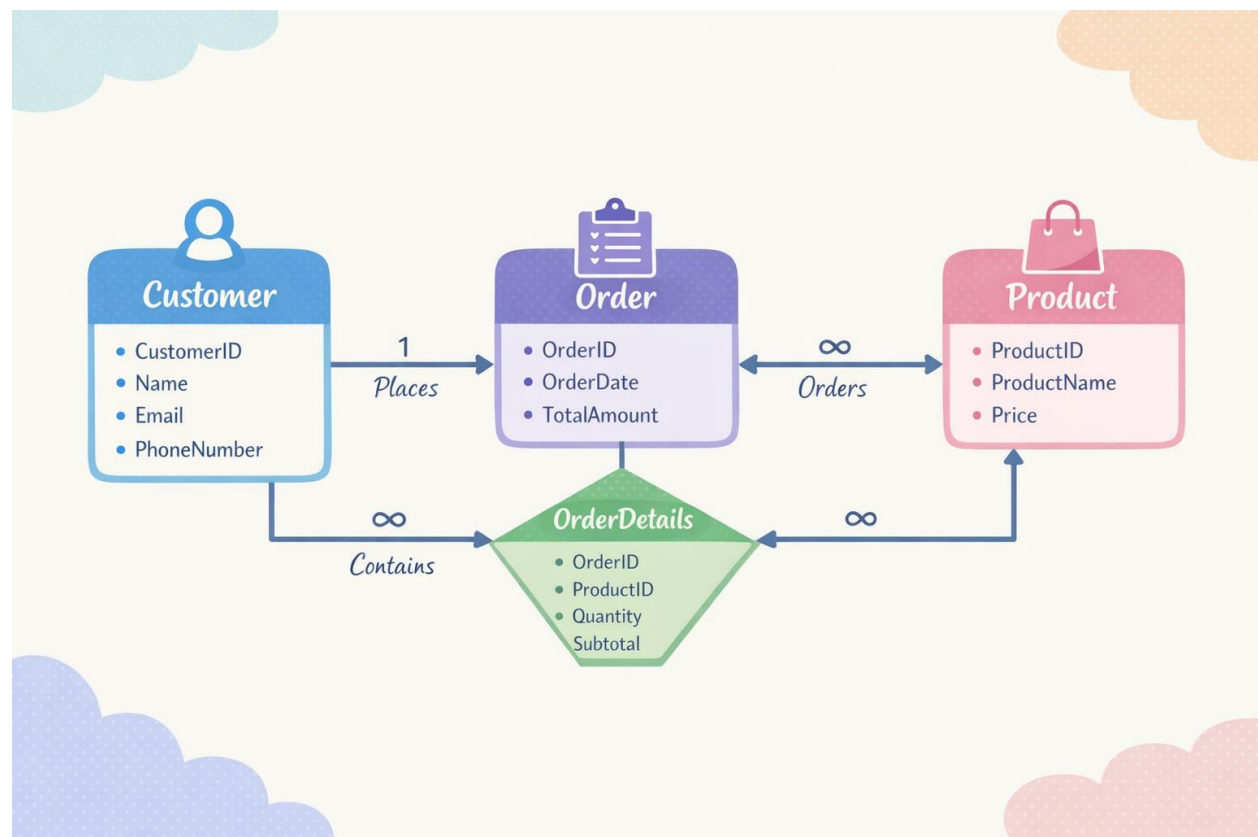 Customer
• CustomerID
• Name
• Email
• PhoneNumber
1
Places
Order
• OrderID
• OrderDate
• TotalAmount
∞
Orders
Product
• ProductID
• ProductName
• Price
∞
Contains
OrderDetails
• OrderID
• ProductID
• Quantity
Subtotal
∞